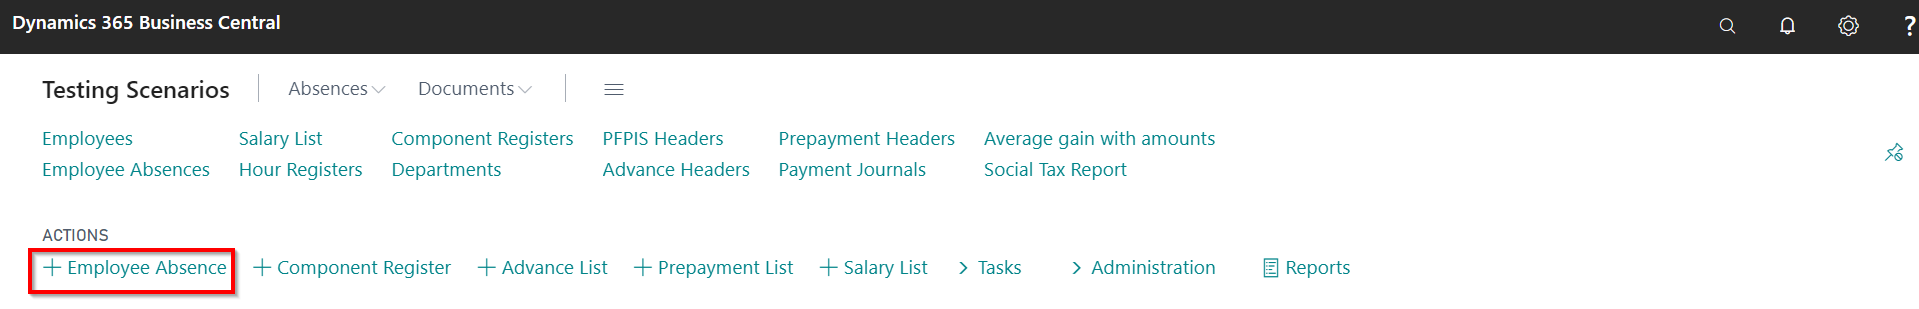 Dynamics 365 Business Central
?
Testing Scenarios Absences Documents
Employees Salary List Component Registers PFPIS Headers Prepayment Headers Average gain with amounts
Employee Absences Hour Registers Departments Advance Headers Payment Journals Social Tax Report
ACTIONS
+ Employee Absence + Component Register + Advance List + Prepayment List + Salary List > Tasks > Administration Reports